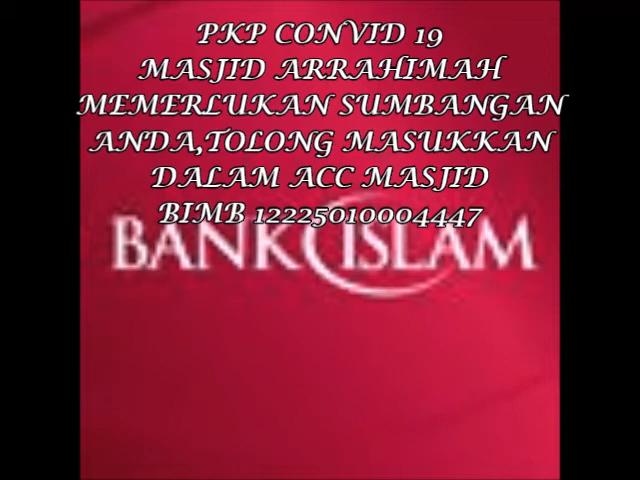 PKP CONVID 19
MASJID ARRAHIMAH
MEMERLUKAN SUMBANGAN
ANDA,TOLONG MASUKKAN
DALAM ACC MASJID
BIMB 12225010004447
BANK ISLAM